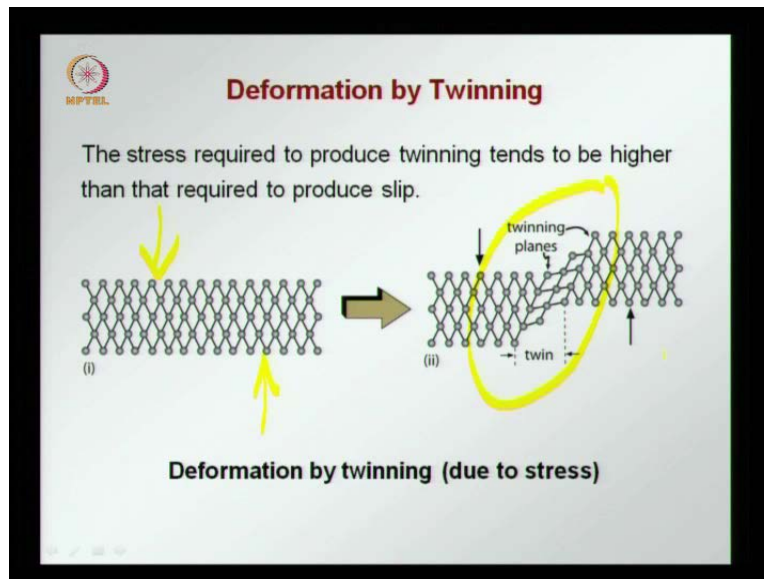 NPTEL
Deformation by Twinning
The stress required to produce twinning tends to be higher
than that required to produce slip.
twinning
planes
(i)
(ii)
twin
Deformation by twinning (due to stress)